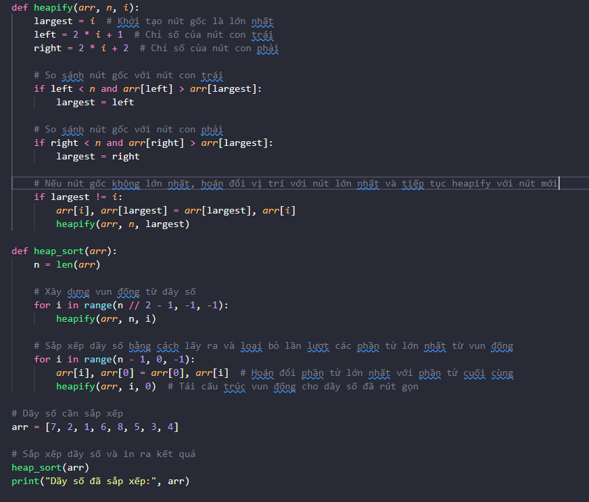 def heapify(arr, n, i):
    largest = i  # Khởi tạo nút gốc là lớn nhất
    left = 2 * i + 1  # Chỉ số của nút con trái
    right = 2 * i + 2  # Chỉ số của nút con phải

    # So sánh nút gốc với nút con trái
    if left < n and arr[left] > arr[largest]:
        largest = left

    # So sánh nút gốc với nút con phải
    if right < n and arr[right] > arr[largest]:
        largest = right

    # Nếu nút gốc không lớn nhất, hoán đổi vị trí với nút lớn nhất và tiếp tục heapify với nút mới
    if largest != i:
        arr[i], arr[largest] = arr[largest], arr[i]
        heapify(arr, n, largest)

def heap_sort(arr):
    n = len(arr)

    # Xây dựng vun đống từ dãy số
    for i in range(n // 2 - 1, -1, -1):
        heapify(arr, n, i)

    # Sắp xếp dãy số bằng cách lấy ra và loại bỏ lần lượt các phần tử lớn nhất từ vun đống
    for i in range(n - 1, 0, -1):
        arr[i], arr[0] = arr[0], arr[i]  # Hoán đổi phần tử lớn nhất với phần tử cuối cùng
        heapify(arr, i, 0)  # Tái cấu trúc vun đống cho dãy số đã rút gọn

# Dãy số cần sắp xếp
arr = [7, 2, 1, 6, 8, 5, 3, 4]

# Sắp xếp dãy số và in ra kết quả
heap_sort(arr)
print("Dãy số đã sắp xếp:", arr)